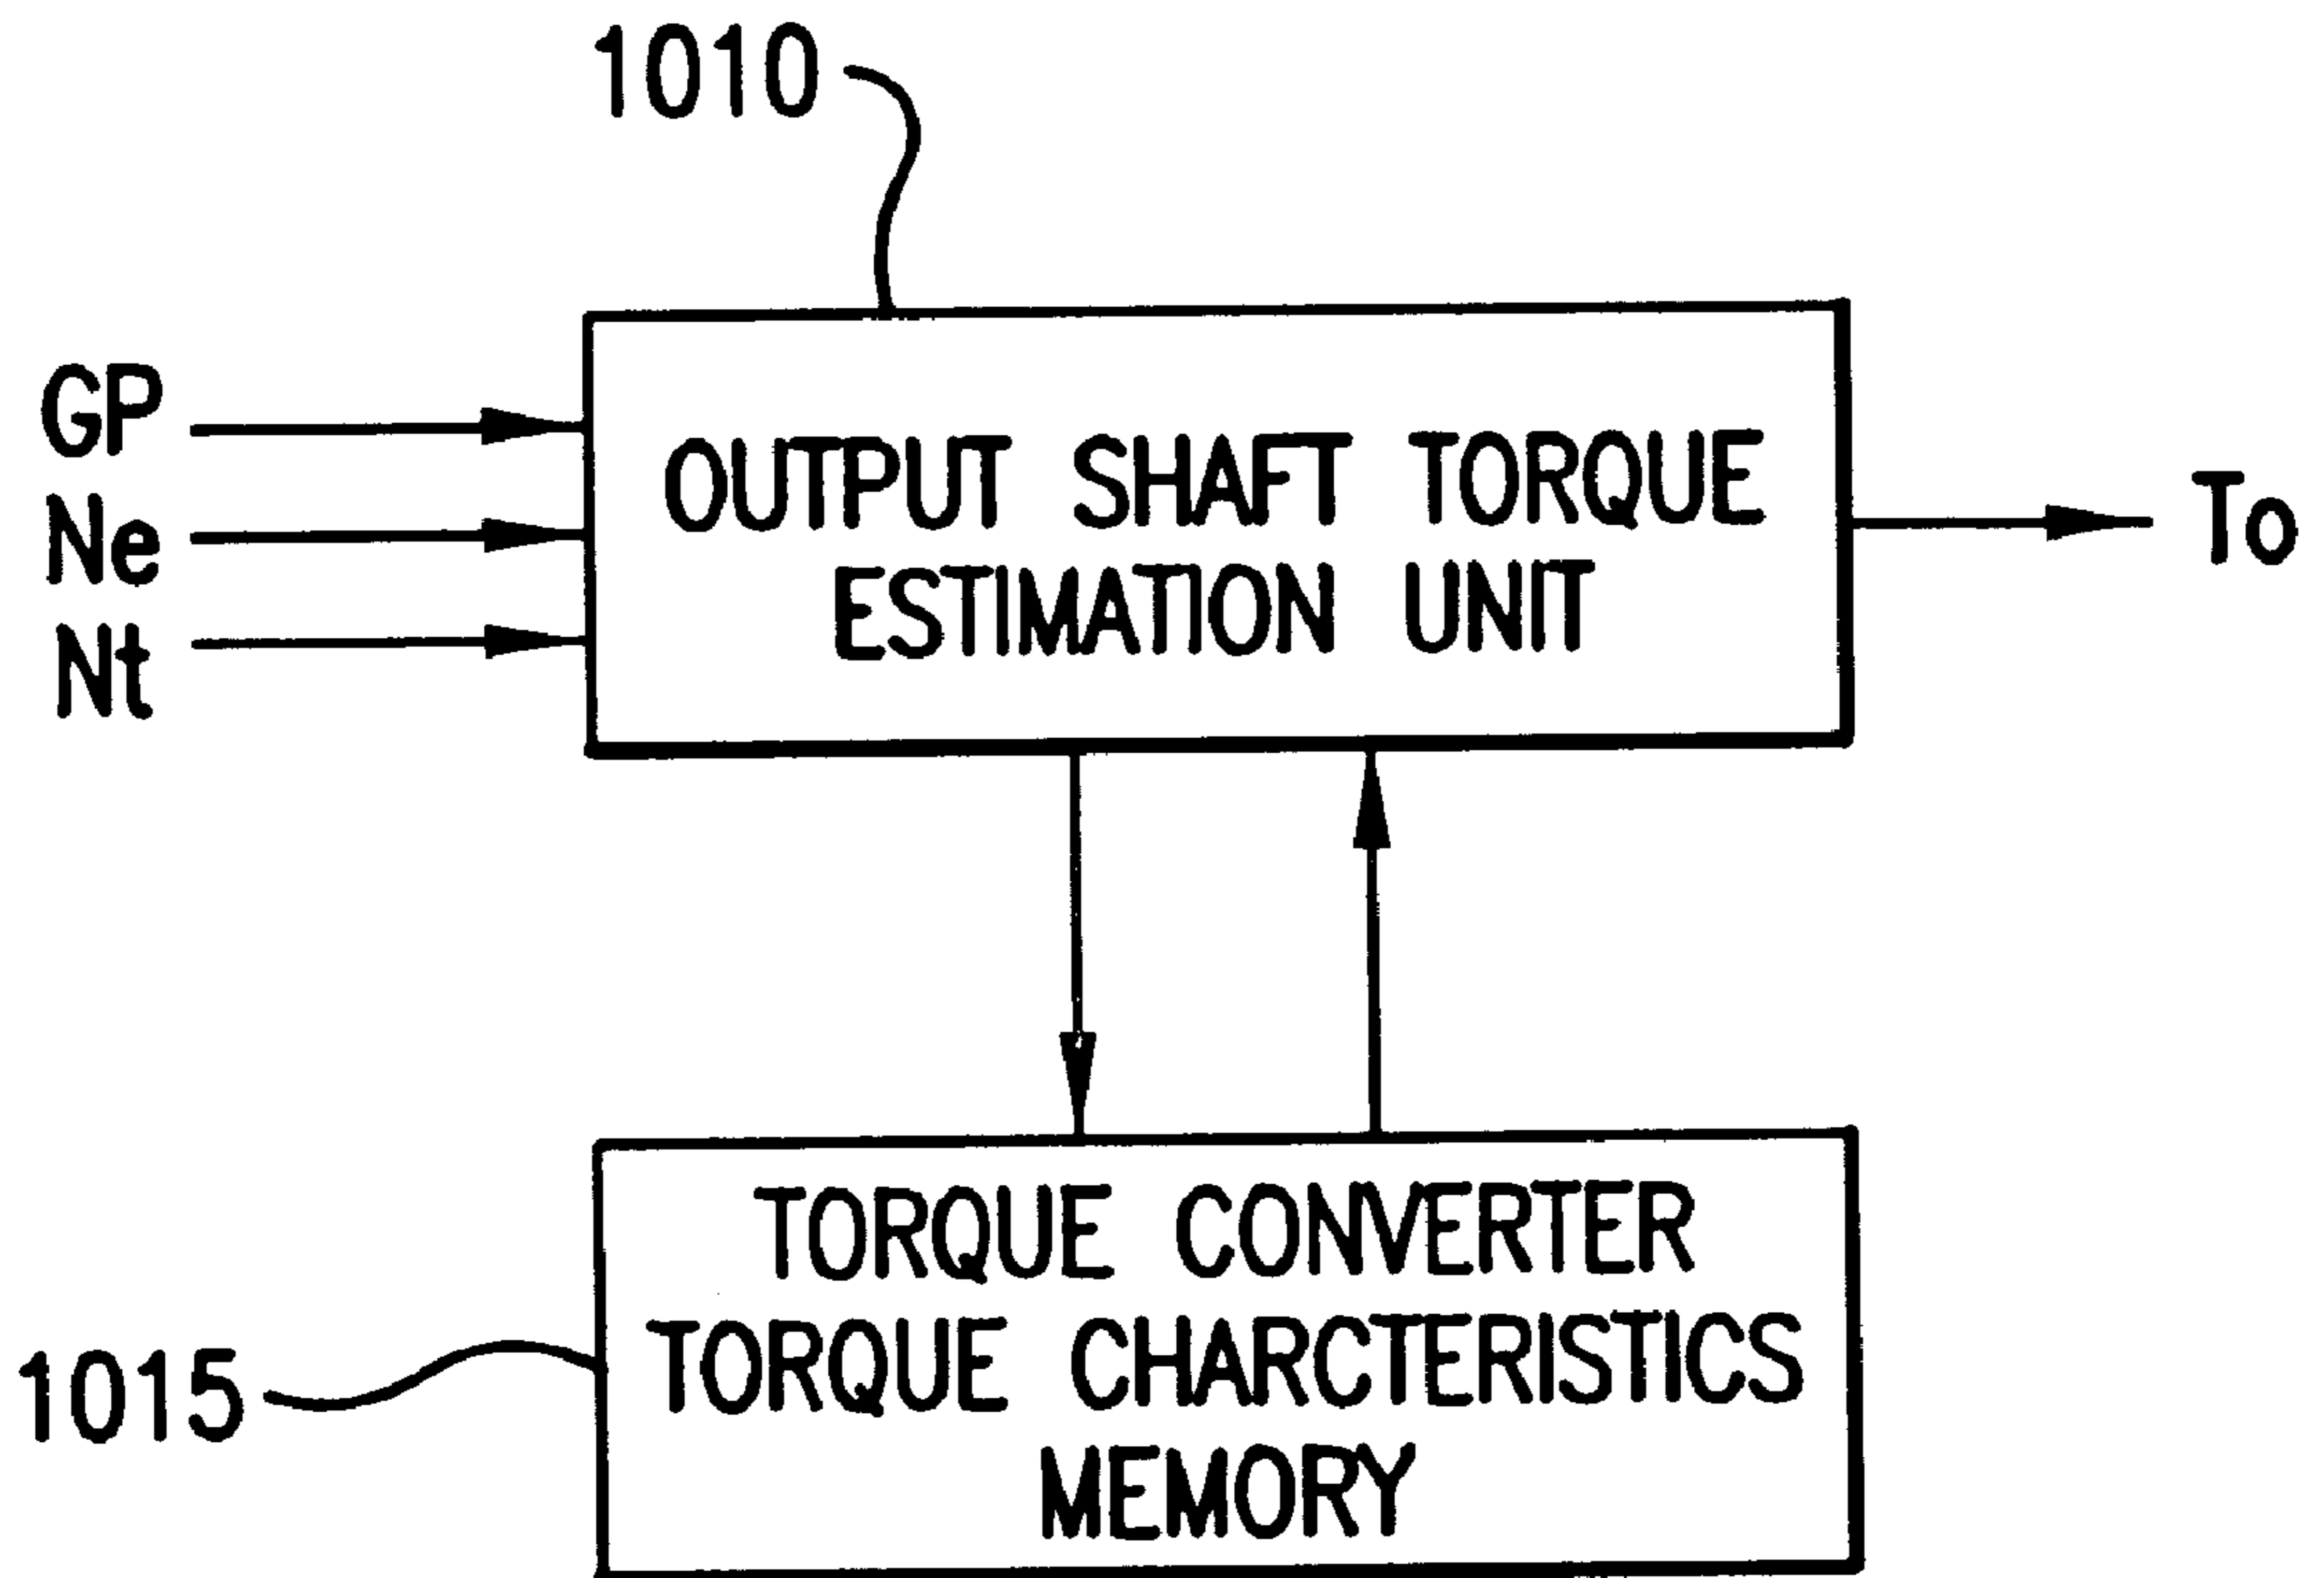 1010
GP
Ne
Nt
OUTPUT SHAFT TORQUE
ESTIMATION UNIT
To
TORQUE CONVERTER
TORQUE CHARCTERISTICS
MEMORY
1015